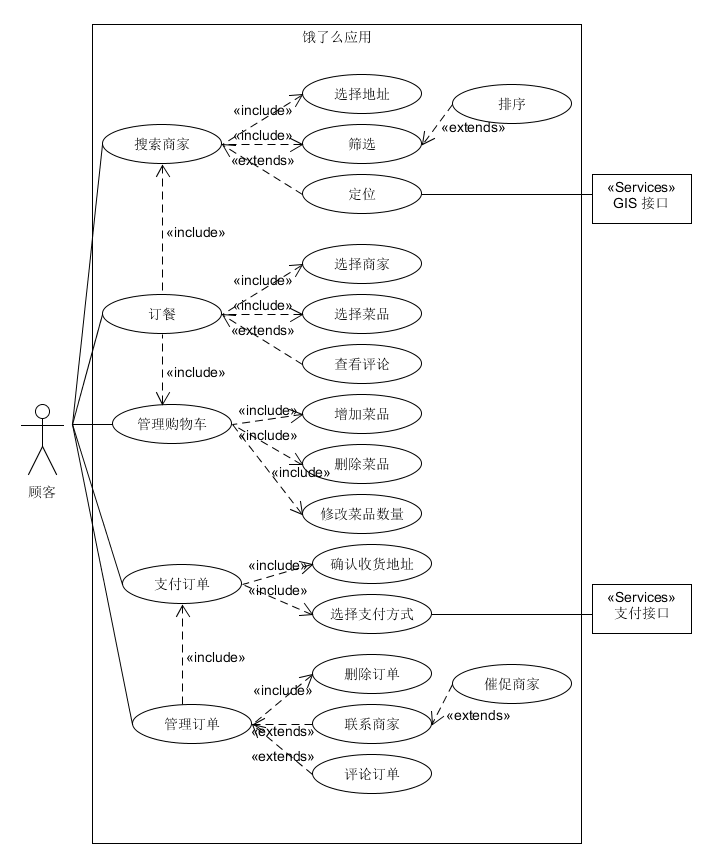 饿了么应用
选择地址
«include»
排序
«extends»
搜索商家
«include»
筛选
«extends»
定位
«Services»
GIS 接口
«include»
选择商家
«include»
订餐
«include»
选择菜品
«extends»
查看评论
«include»
管理购物车
«include»
增加菜品
«include»
删除菜品
«include»
修改菜品数量
顾客
确认收货地址
«include»
支付订单
«include»
选择支付方式
«Services»
支付接口
«include»
删除订单
«include»
催促商家
«extends»
管理订单
联系商家
«extends»
«extends»
评论订单